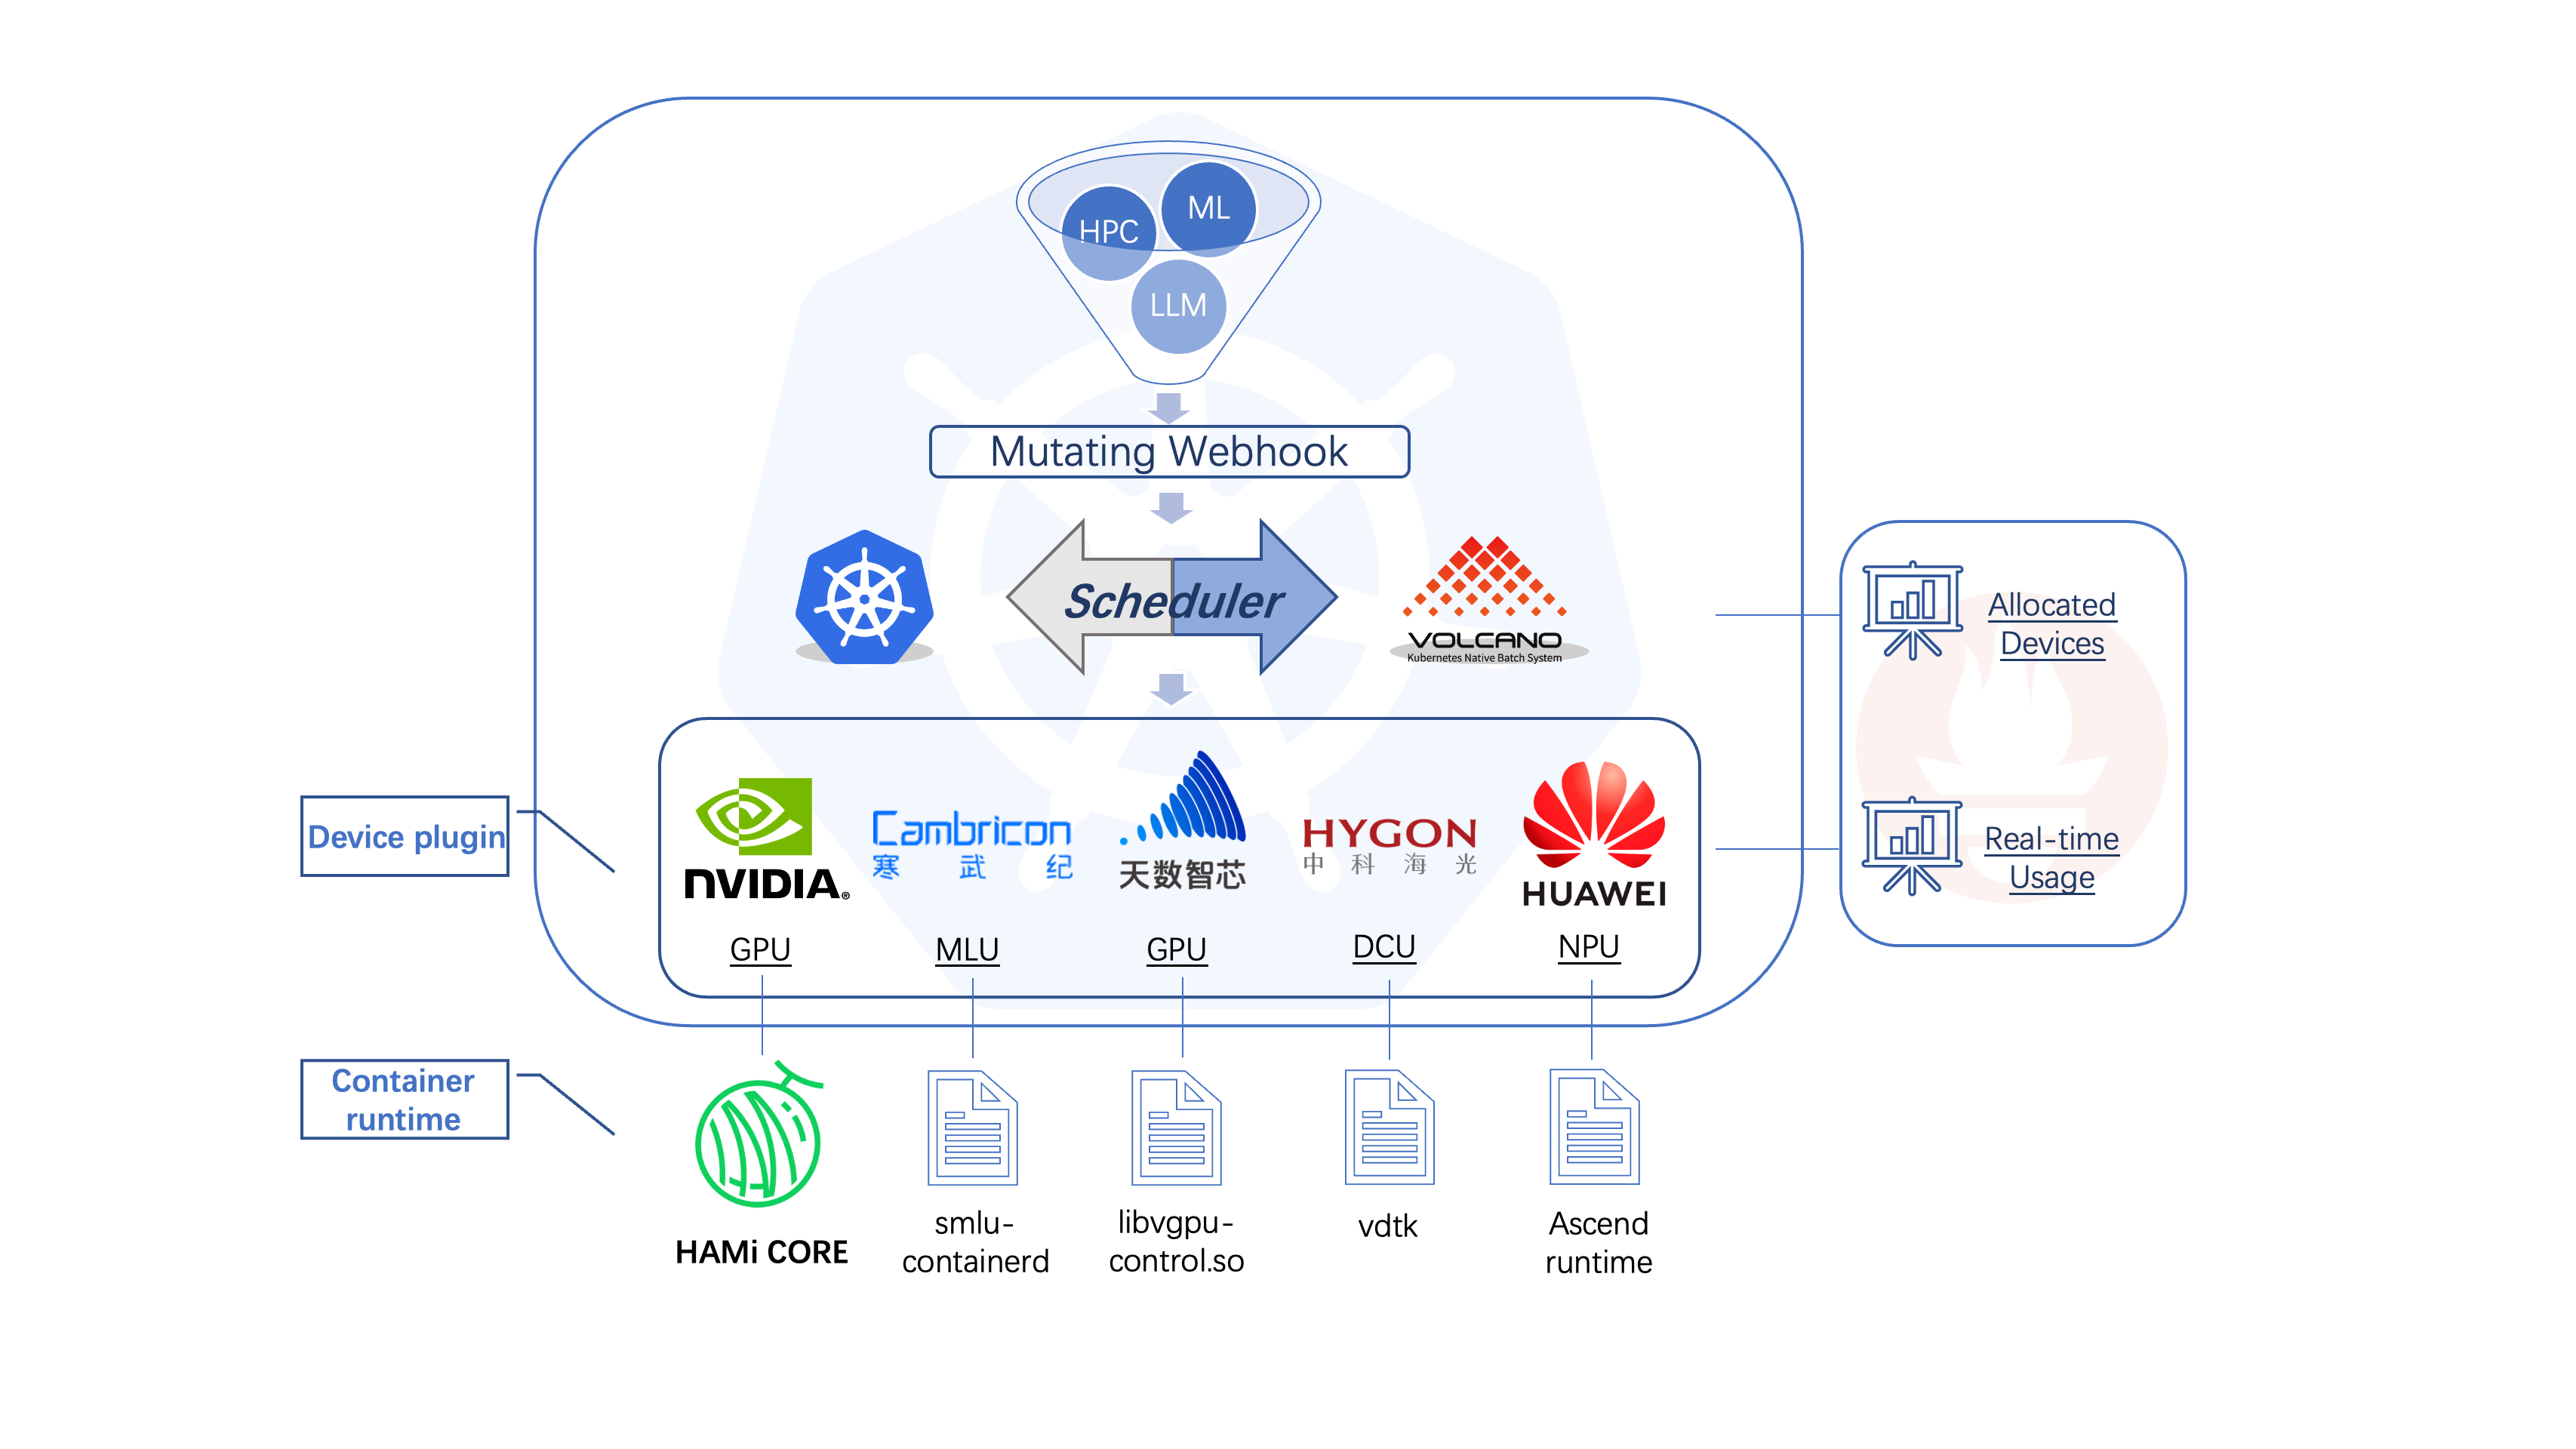 HPC
ML
LLM
Mutating Webhook
Scheduler
VOLCANO
Kubernetes Native Batch System
Allocated
Devices
Real-time
Usage
Device plugin
NVIDIA®
Cambricon
寒武纪
天数智芯
HYGON
中科海光
HUAWEI
GPU
MLU
GPU
DCU
NPU
Container
runtime
HAMi CORE
smlu-
containerd
libvgpu-
control.so
vdtk
Ascend
runtime